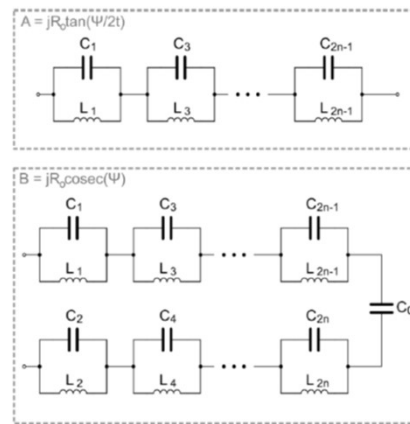 A = jR₀tan(Ψ/2t)
C₁ C₃ C₂ₙ₋₁
L₁ L₃ L₂ₙ₋₁
B = jR₀cosec(Ψ)
C₁ C₃ C₂ₙ₋₁
L₁ L₃ L₂ₙ₋₁
C₀
C₂ C₄ C₂ₙ
L₂ L₄ L₂ₙ